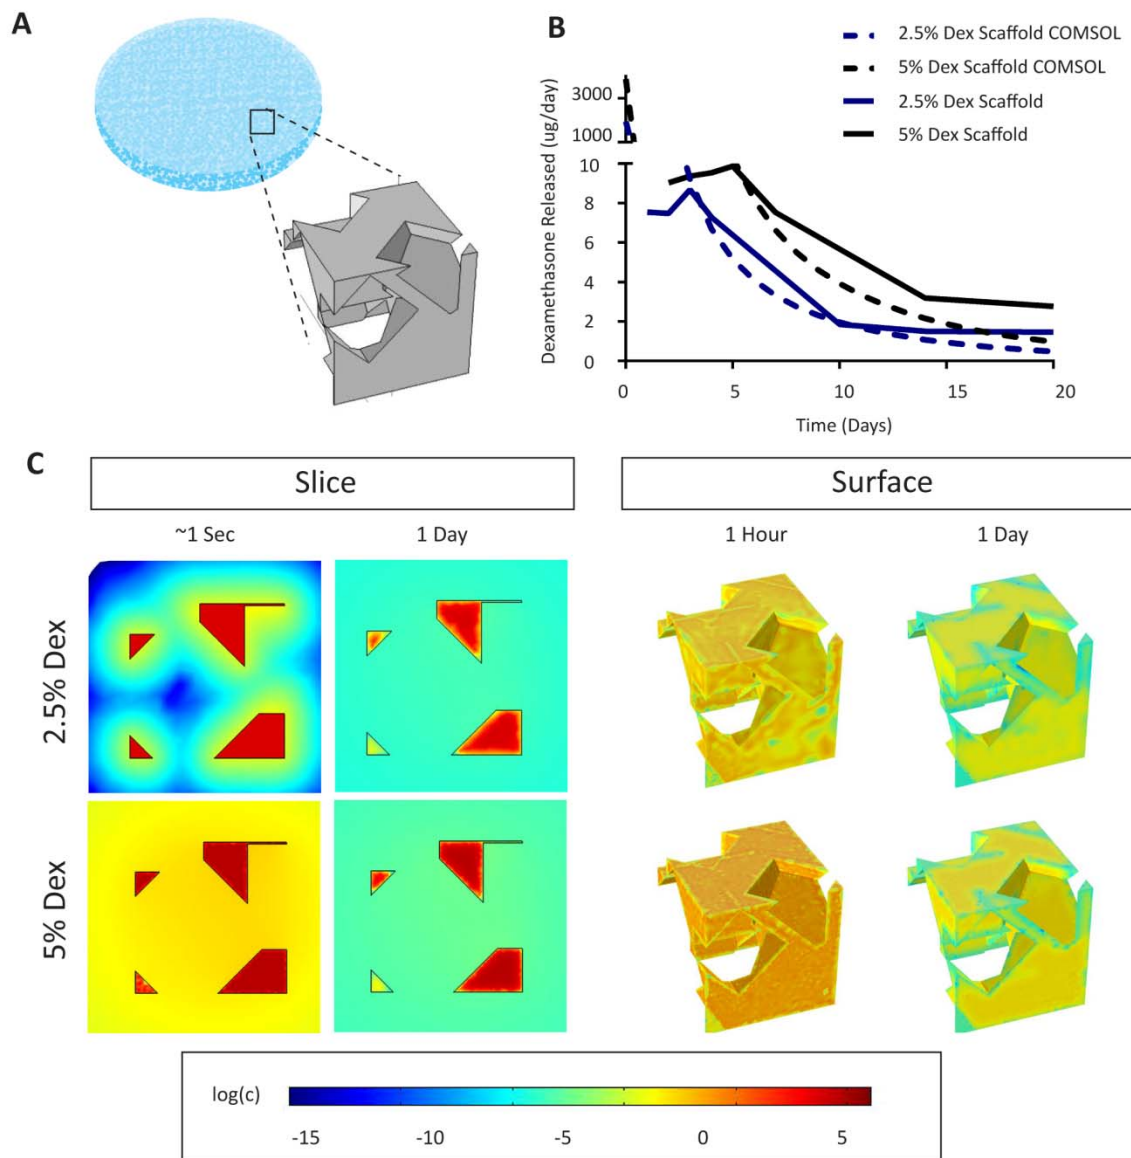 A
B
2.5% Dex Scaffold COMSOL
5% Dex Scaffold COMSOL
2.5% Dex Scaffold
5% Dex Scaffold
Dexamethasone Released (ug/day)
3000
1000
10
8
6
4
2
0
0 5 10 15 20
Time (Days)
C
Slice
Surface
~1 Sec
1 Day
1 Hour
1 Day
2.5% Dex
5% Dex
log(c)
-15 -10 -5 0 5